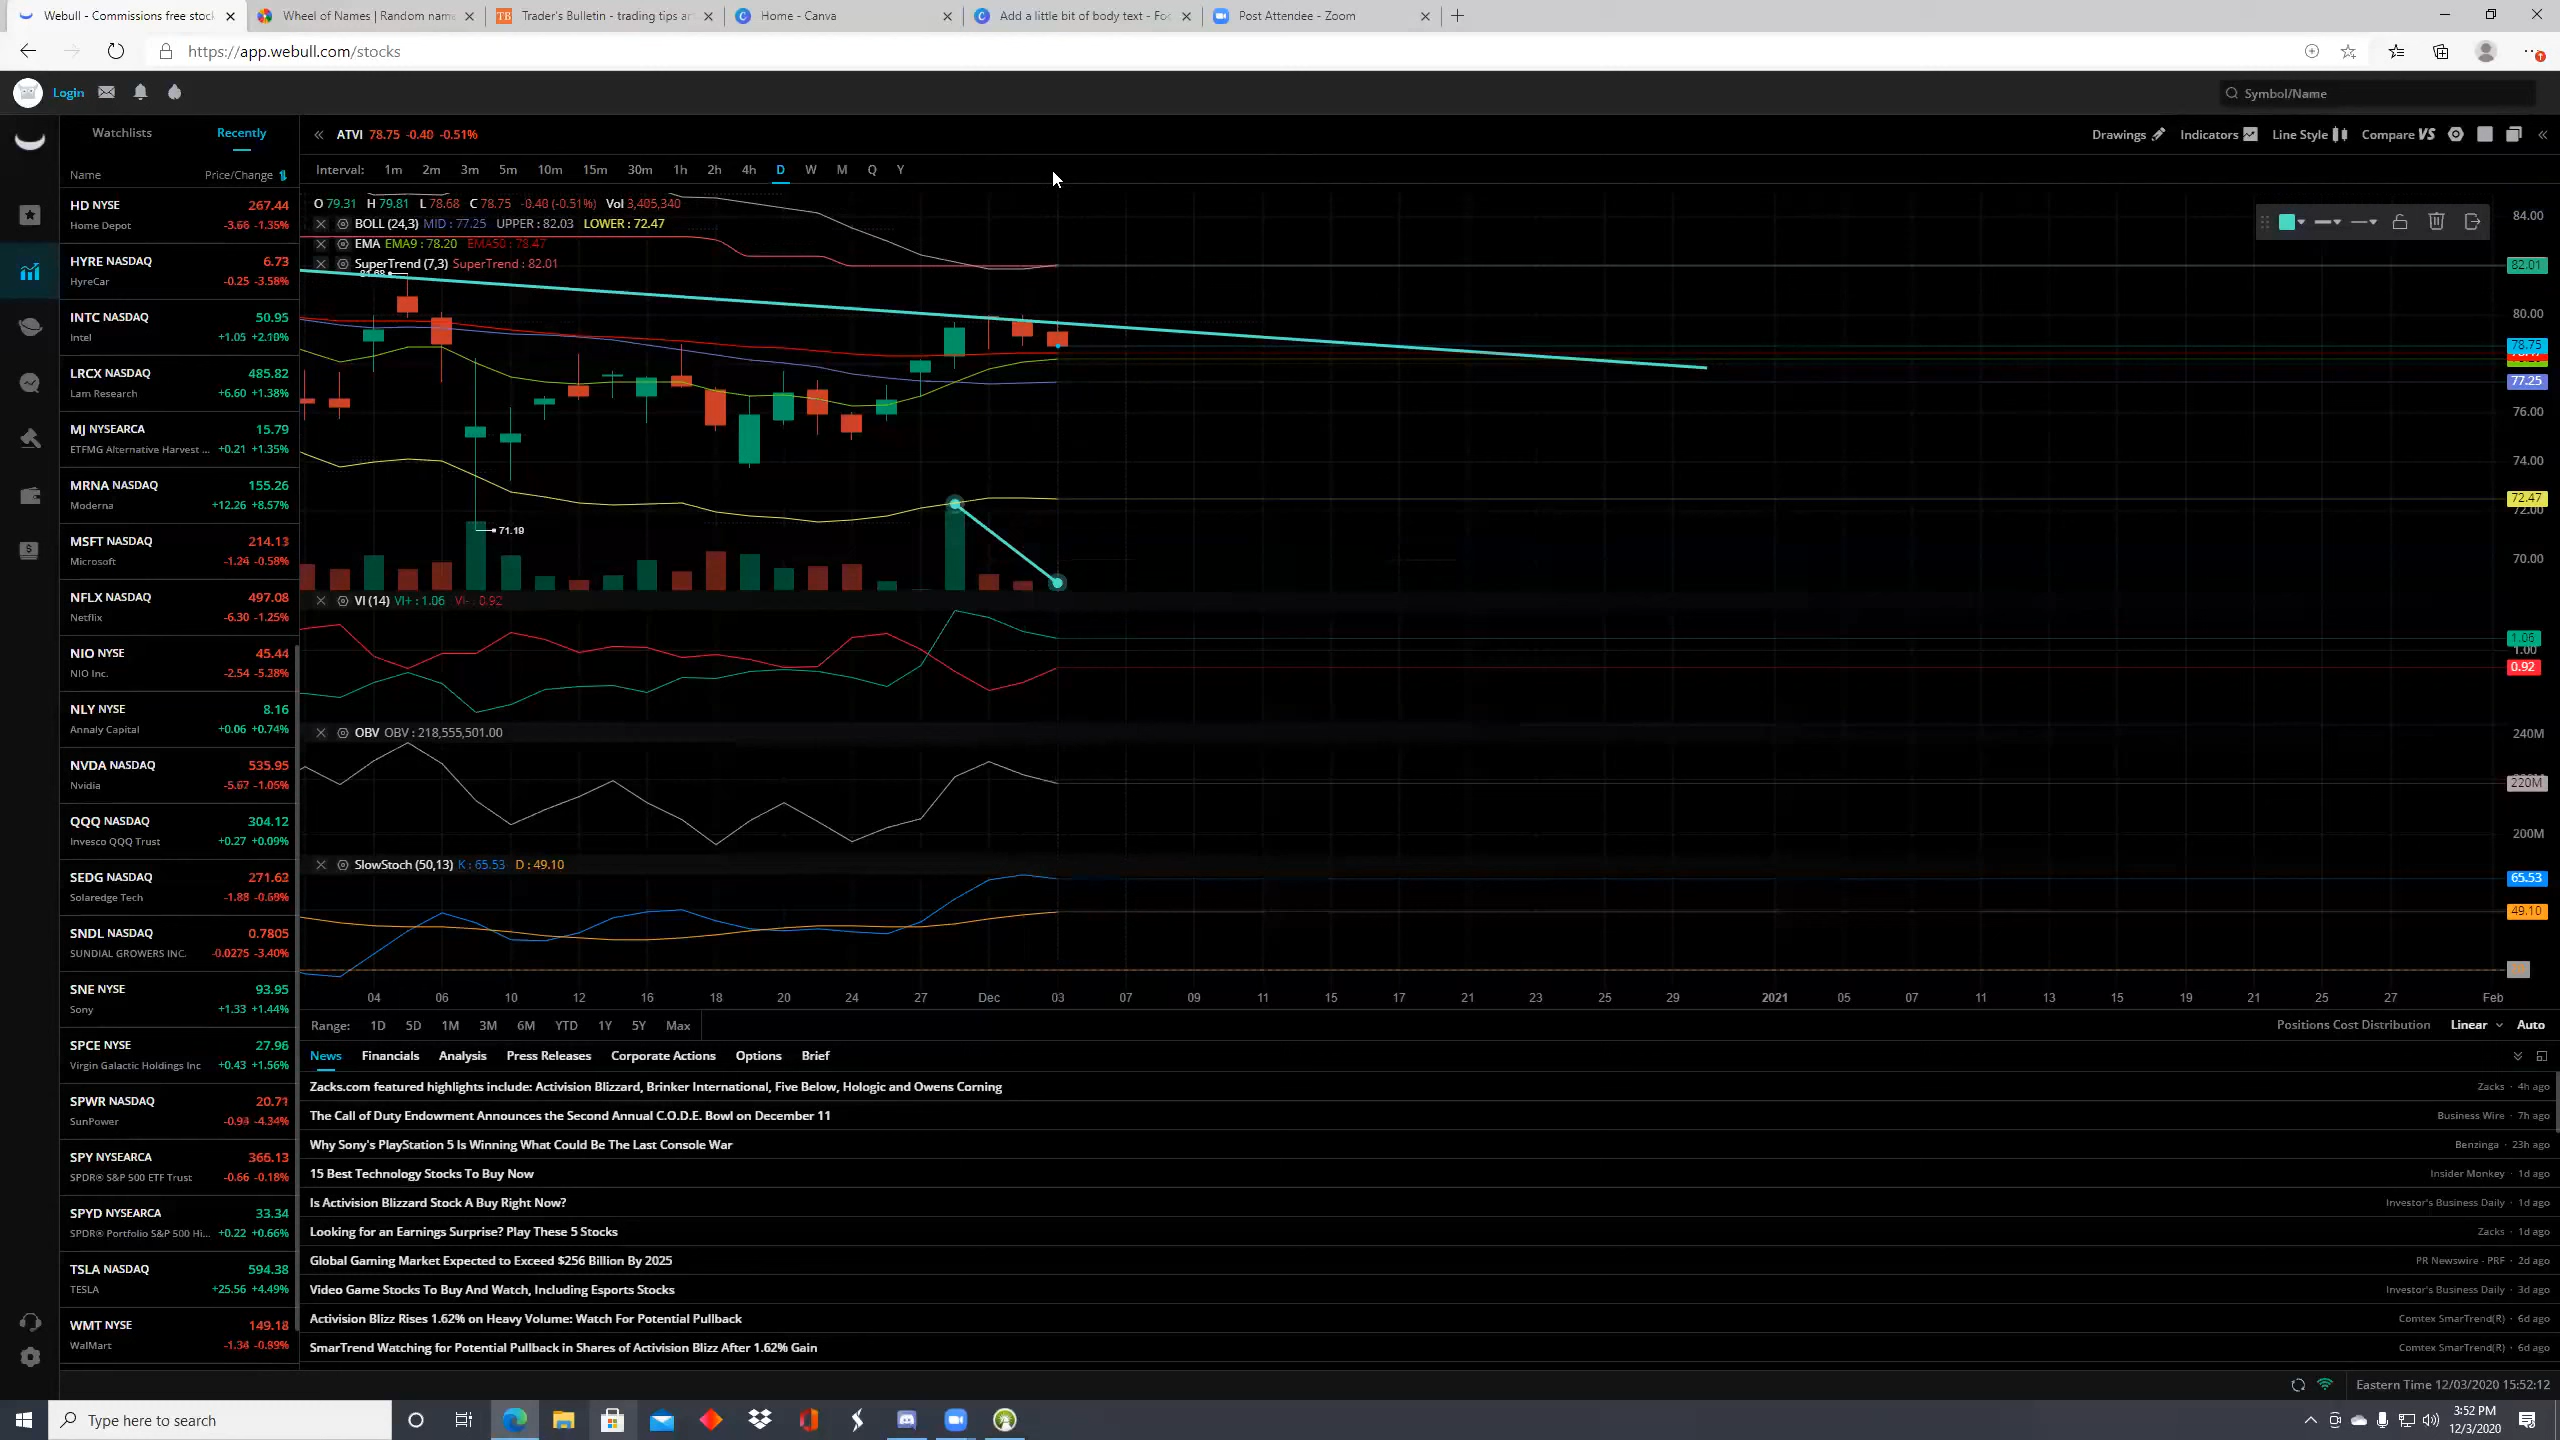 Webull - Commissions free stoc
Wheel of Names | Random name
TB Trader's Bulletin - trading tips ar
Home - Canva
Add a little bit of body text - Foc
Post Attendee - Zoom
https://app.webull.com/stocks
Login
Symbol/Name
Watchlists Recently
Name Price/Change
HD NYSE 267.44
Home Depot -3.66 -1.35%
HYRE NASDAQ 6.73
HyreCar -0.25 -3.58%
INTC NASDAQ 50.95
Intel +1.05 +2.10%
LRCX NASDAQ 485.82
Lam Research +6.60 +1.38%
MJ NYSEARCA 15.79
ETFMG Alternative Harvest ... +0.21 +1.35%
MRNA NASDAQ 155.26
Moderna +12.26 +8.57%
MSFT NASDAQ 214.13
Microsoft -1.24 -0.58%
NFLX NASDAQ 497.08
Netflix -6.30 -1.25%
NIO NYSE 45.44
NIO Inc. -2.54 -5.28%
NLY NYSE 8.16
Annaly Capital +0.06 +0.74%
NVDA NASDAQ 535.95
Nvidia -5.67 -1.05%
QQQ NASDAQ 304.12
Invesco QQQ Trust +0.27 +0.09%
SEDG NASDAQ 271.62
Solaredge Tech -1.88 -0.69%
SNDL NASDAQ 0.7805
SUNDIAL GROWERS INC. -0.0275 -3.40%
SNE NYSE 93.95
Sony +1.33 +1.44%
SPCE NYSE 27.96
Virgin Galactic Holdings Inc +0.43 +1.56%
SPWR NASDAQ 20.71
SunPower -0.94 -4.34%
SPY NYSEARCA 366.13
SPDR® S&P 500 ETF Trust -0.66 -0.18%
SPYD NYSEARCA 33.34
SPDR® Portfolio S&P 500 Hi... +0.22 +0.66%
TSLA NASDAQ 594.38
TESLA +25.56 +4.49%
WMT NYSE 149.18
WalMart -1.34 -0.89%
ATVI 78.75 -0.40 -0.51%
Drawings Indicators Line Style Compare VS
Interval: 1m 2m 3m 5m 10m 15m 30m 1h 2h 4h D W M Q Y
O 79.31 H 79.81 L 78.68 C 78.75 -0.40 (-0.51%) Vol 3,405,340
BOLL (24,3) MID : 77.25 UPPER : 82.03 LOWER : 72.47
EMA EMA9 : 78.20 EMA50 : 78.47
SuperTrend (7,3) SuperTrend : 82.01
71.19
84.00
82.01
80.00
78.75
77.25
76.00
74.00
72.47
72.00
70.00
VI (14) VI+ : 1.06 VI- : 0.92
1.06
1.00
0.92
OBV OBV : 218,555,501.00
240M
220M
200M
SlowStoch (50,13) K : 65.53 D : 49.10
65.53
49.10
04 06 10 12 16 18 20 24 27 Dec 03 07 09 11 15 17 21 23 25 29 2021 05 07 11 13 15 19 21 25 27 Feb
Range: 1D 5D 1M 3M 6M YTD 1Y 5Y Max
Positions Cost Distribution Linear Auto
News Financials Analysis Press Releases Corporate Actions Options Brief
Zacks.com featured highlights include: Activision Blizzard, Brinker International, Five Below, Hologic and Owens Corning Zacks · 4h ago
The Call of Duty Endowment Announces the Second Annual C.O.D.E. Bowl on December 11 Business Wire · 7h ago
Why Sony's PlayStation 5 Is Winning What Could Be The Last Console War Benzinga · 23h ago
15 Best Technology Stocks To Buy Now Insider Monkey · 1d ago
Is Activision Blizzard Stock A Buy Right Now? Investor's Business Daily · 1d ago
Looking for an Earnings Surprise? Play These 5 Stocks Zacks · 1d ago
Global Gaming Market Expected to Exceed $256 Billion By 2025 PR Newswire - PRF · 2d ago
Video Game Stocks To Buy And Watch, Including Esports Stocks Investor's Business Daily · 3d ago
Activision Blizz Rises 1.62% on Heavy Volume: Watch For Potential Pullback Comtex SmarTrend(R) · 6d ago
SmarTrend Watching for Potential Pullback in Shares of Activision Blizz After 1.62% Gain Comtex SmarTrend(R) · 6d ago
Eastern Time 12/03/2020 15:52:12
Type here to search
3:52 PM
12/3/2020